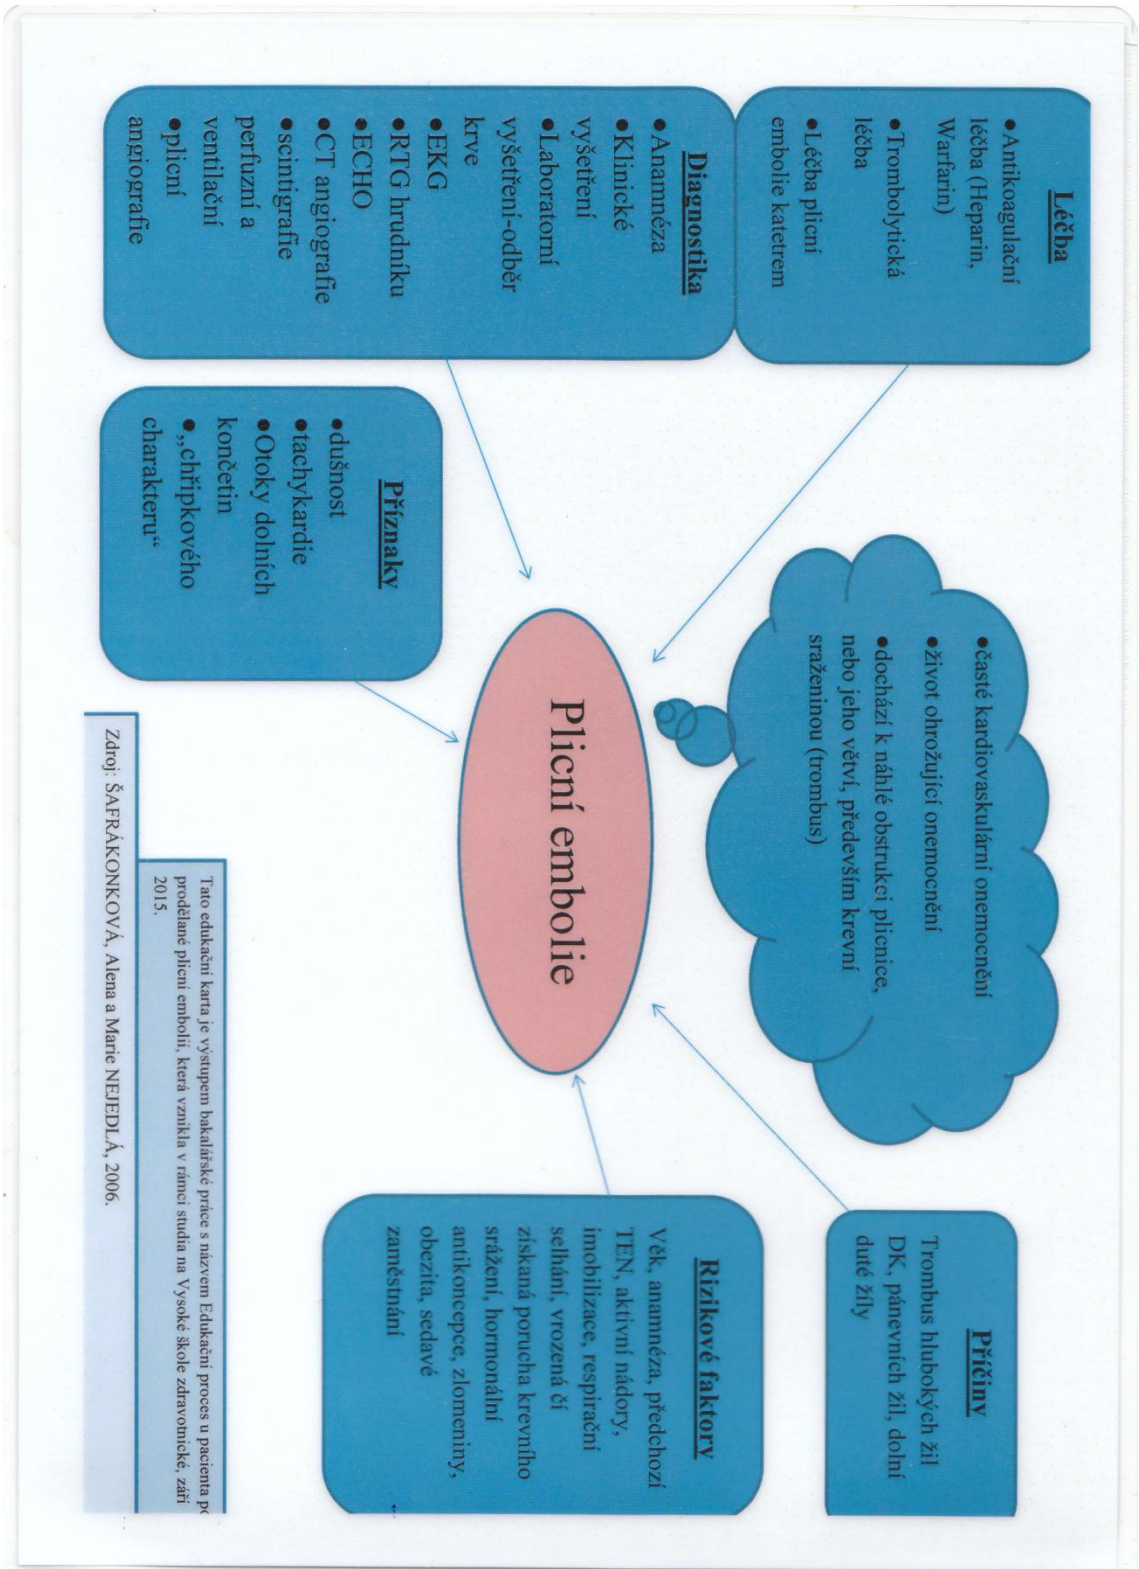 Léčba
●Antikoagulační
léčba (Heparin,
Warfarin)
●Trombolytická
léčba
●Léčba plicní
embolie katetrem
●časté kardiovaskulární onemocnění
●život ohrožující onemocnění
●dochází k náhlé obstrukci plicnice,
nebo jeho větví, především krevní
sraženinou (trombus)
Příčiny
Trombus hlubokých žil
DK, pánevních žil, dolní
duté žíly
Diagnostika
●Anamnéza
●Klinické
vyšetření
●Laboratorní
vyšetření-odběr
krve
●EKG
●RTG hrudníku
●ECHO
●CT angiografie
●scintigrafie
perfuzní a
ventilační
●plicní
angiografie
Plicní embolie
Rizikové faktory
Věk, anamnéza, předchozí
TEN, aktivní nádory,
imobilizace, respirační
selhání, vrozená či
získaná porucha krevního
srážení, hormonální
antikoncepce, zlomeniny,
obezita, sedavé
zaměstnání
Příznaky
●dušnost
●tachykardie
●Otoky dolních
končetin
●„chřipkového
charakteru“
Tato edukační karta je výstupem bakalářské práce s názvem Edukační proces u pacienta po
prodělané plicní embolii, která vznikla v rámci studia na Vysoké škole zdravotnické, září
2015.
Zdroj: ŠAFRÁKONKOVÁ, Alena a Marie NEJEDLÁ, 2006.